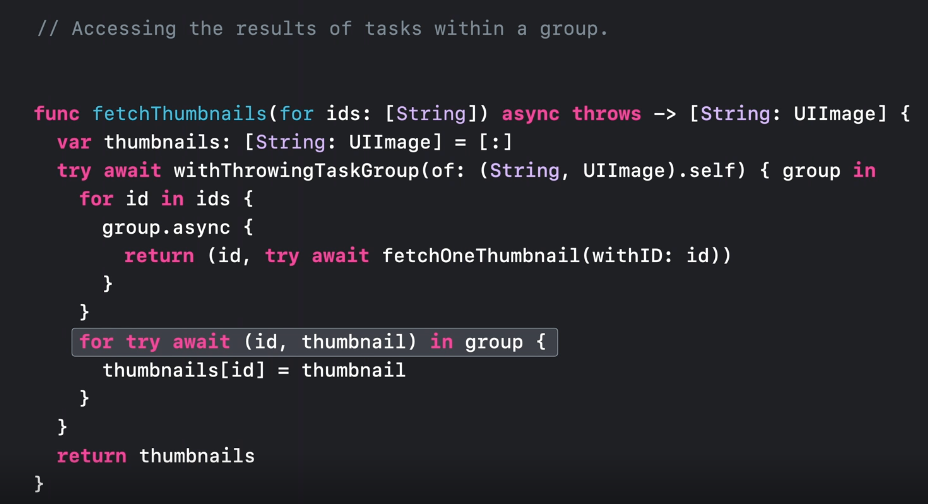 // Accessing the results of tasks within a group.
func fetchThumbnails(for ids: [String]) async throws -> [String: UIImage] {
var thumbnails: [String: UIImage] = [:]
try await withThrowingTaskGroup(of: (String, UIImage).self) { group in
for id in ids {
group.async {
return (id, try await fetchOneThumbnail(withID: id))
}
}
for try await (id, thumbnail) in group {
thumbnails[id] = thumbnail
}
}
return thumbnails
}